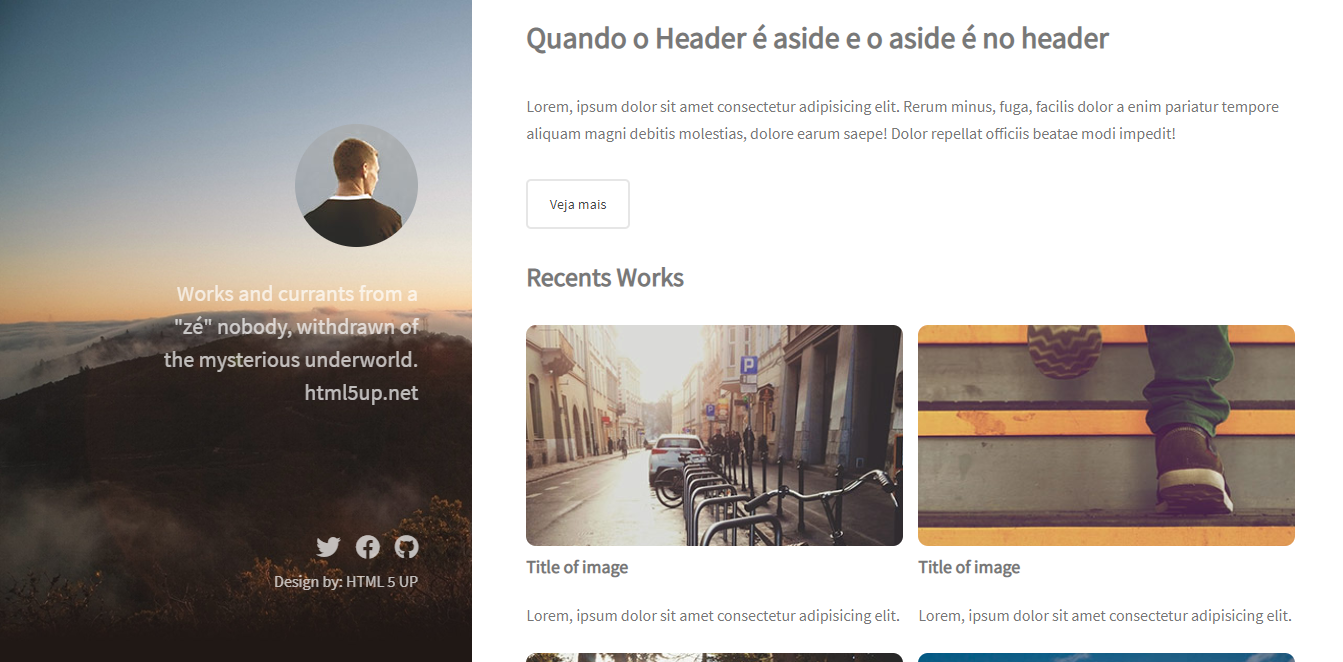 Works and currants from a
"zé" nobody, withdrawn of
the mysterious underworld.
html5up.net
Design by: HTML 5 UP
Quando o Header é aside e o aside é no header
Lorem, ipsum dolor sit amet consectetur adipisicing elit. Rerum minus, fuga, facilis dolor a enim pariatur tempore
aliquam magni debitis molestias, dolore earum saepe! Dolor repellat officiis beatae modi impedit!
Veja mais
Recents Works
P
P
Title of image
Lorem, ipsum dolor sit amet consectetur adipisicing elit.
Title of image
Lorem, ipsum dolor sit amet consectetur adipisicing elit.